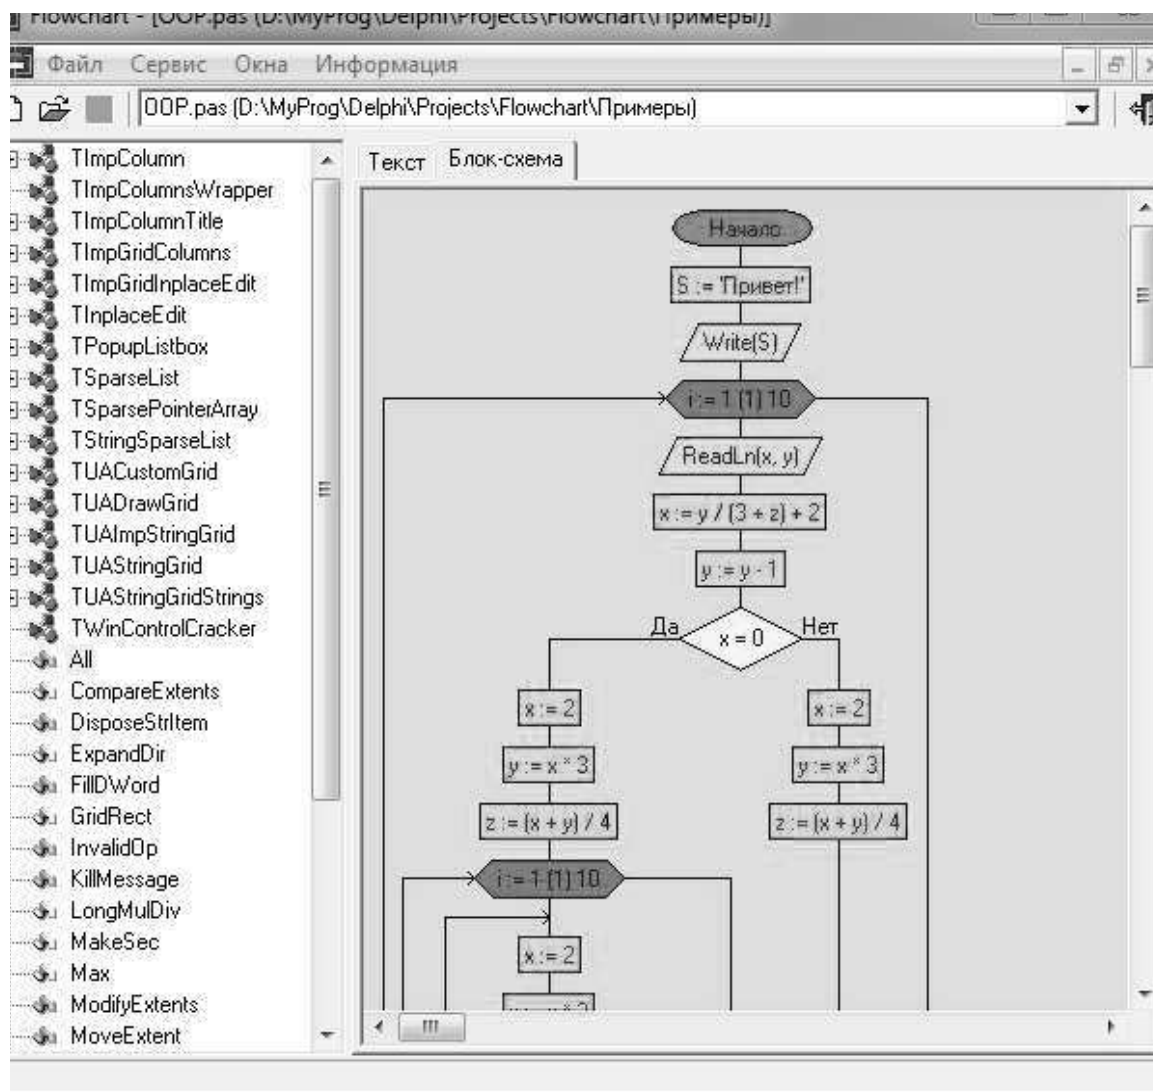 Flowchart - [OOP.pas (D:\MyProg\Delphi\Projects\Flowchart\Примеры)]
Файл Сервис Окна Информация
OOP.pas (D:\MyProg\Delphi\Projects\Flowchart\Примеры)
TImpColumn
TImpColumnsWrapper
TImpColumnTitle
TImpGridColumns
TImpGridInplaceEdit
TInplaceEdit
TPopupListbox
TSparseList
TSparsePointerArray
TStringSparseList
TUACustomGrid
TUADrawGrid
TUAImpStringGrid
TUAStringGrid
TUAStringGridStrings
TWinControlCracker
All
CompareExtents
DisposeStrItem
ExpandDir
FillDWord
GridRect
InvalidOp
KillMessage
LongMulDiv
MakeSec
Max
ModifyExtents
MoveExtent
Текст Блок-схема
Начало
S := 'Привет!'
Write(S)
i := 1 (1) 10
ReadLn(x, y)
x := y / (3 + z) + 2
y := y - 1
Да x = 0 Нет
x := 2 x := 2
y := x * 3 y := x * 3
z := (x + y) / 4 z := (x + y) / 4
i := 1 (1) 10
x := 2